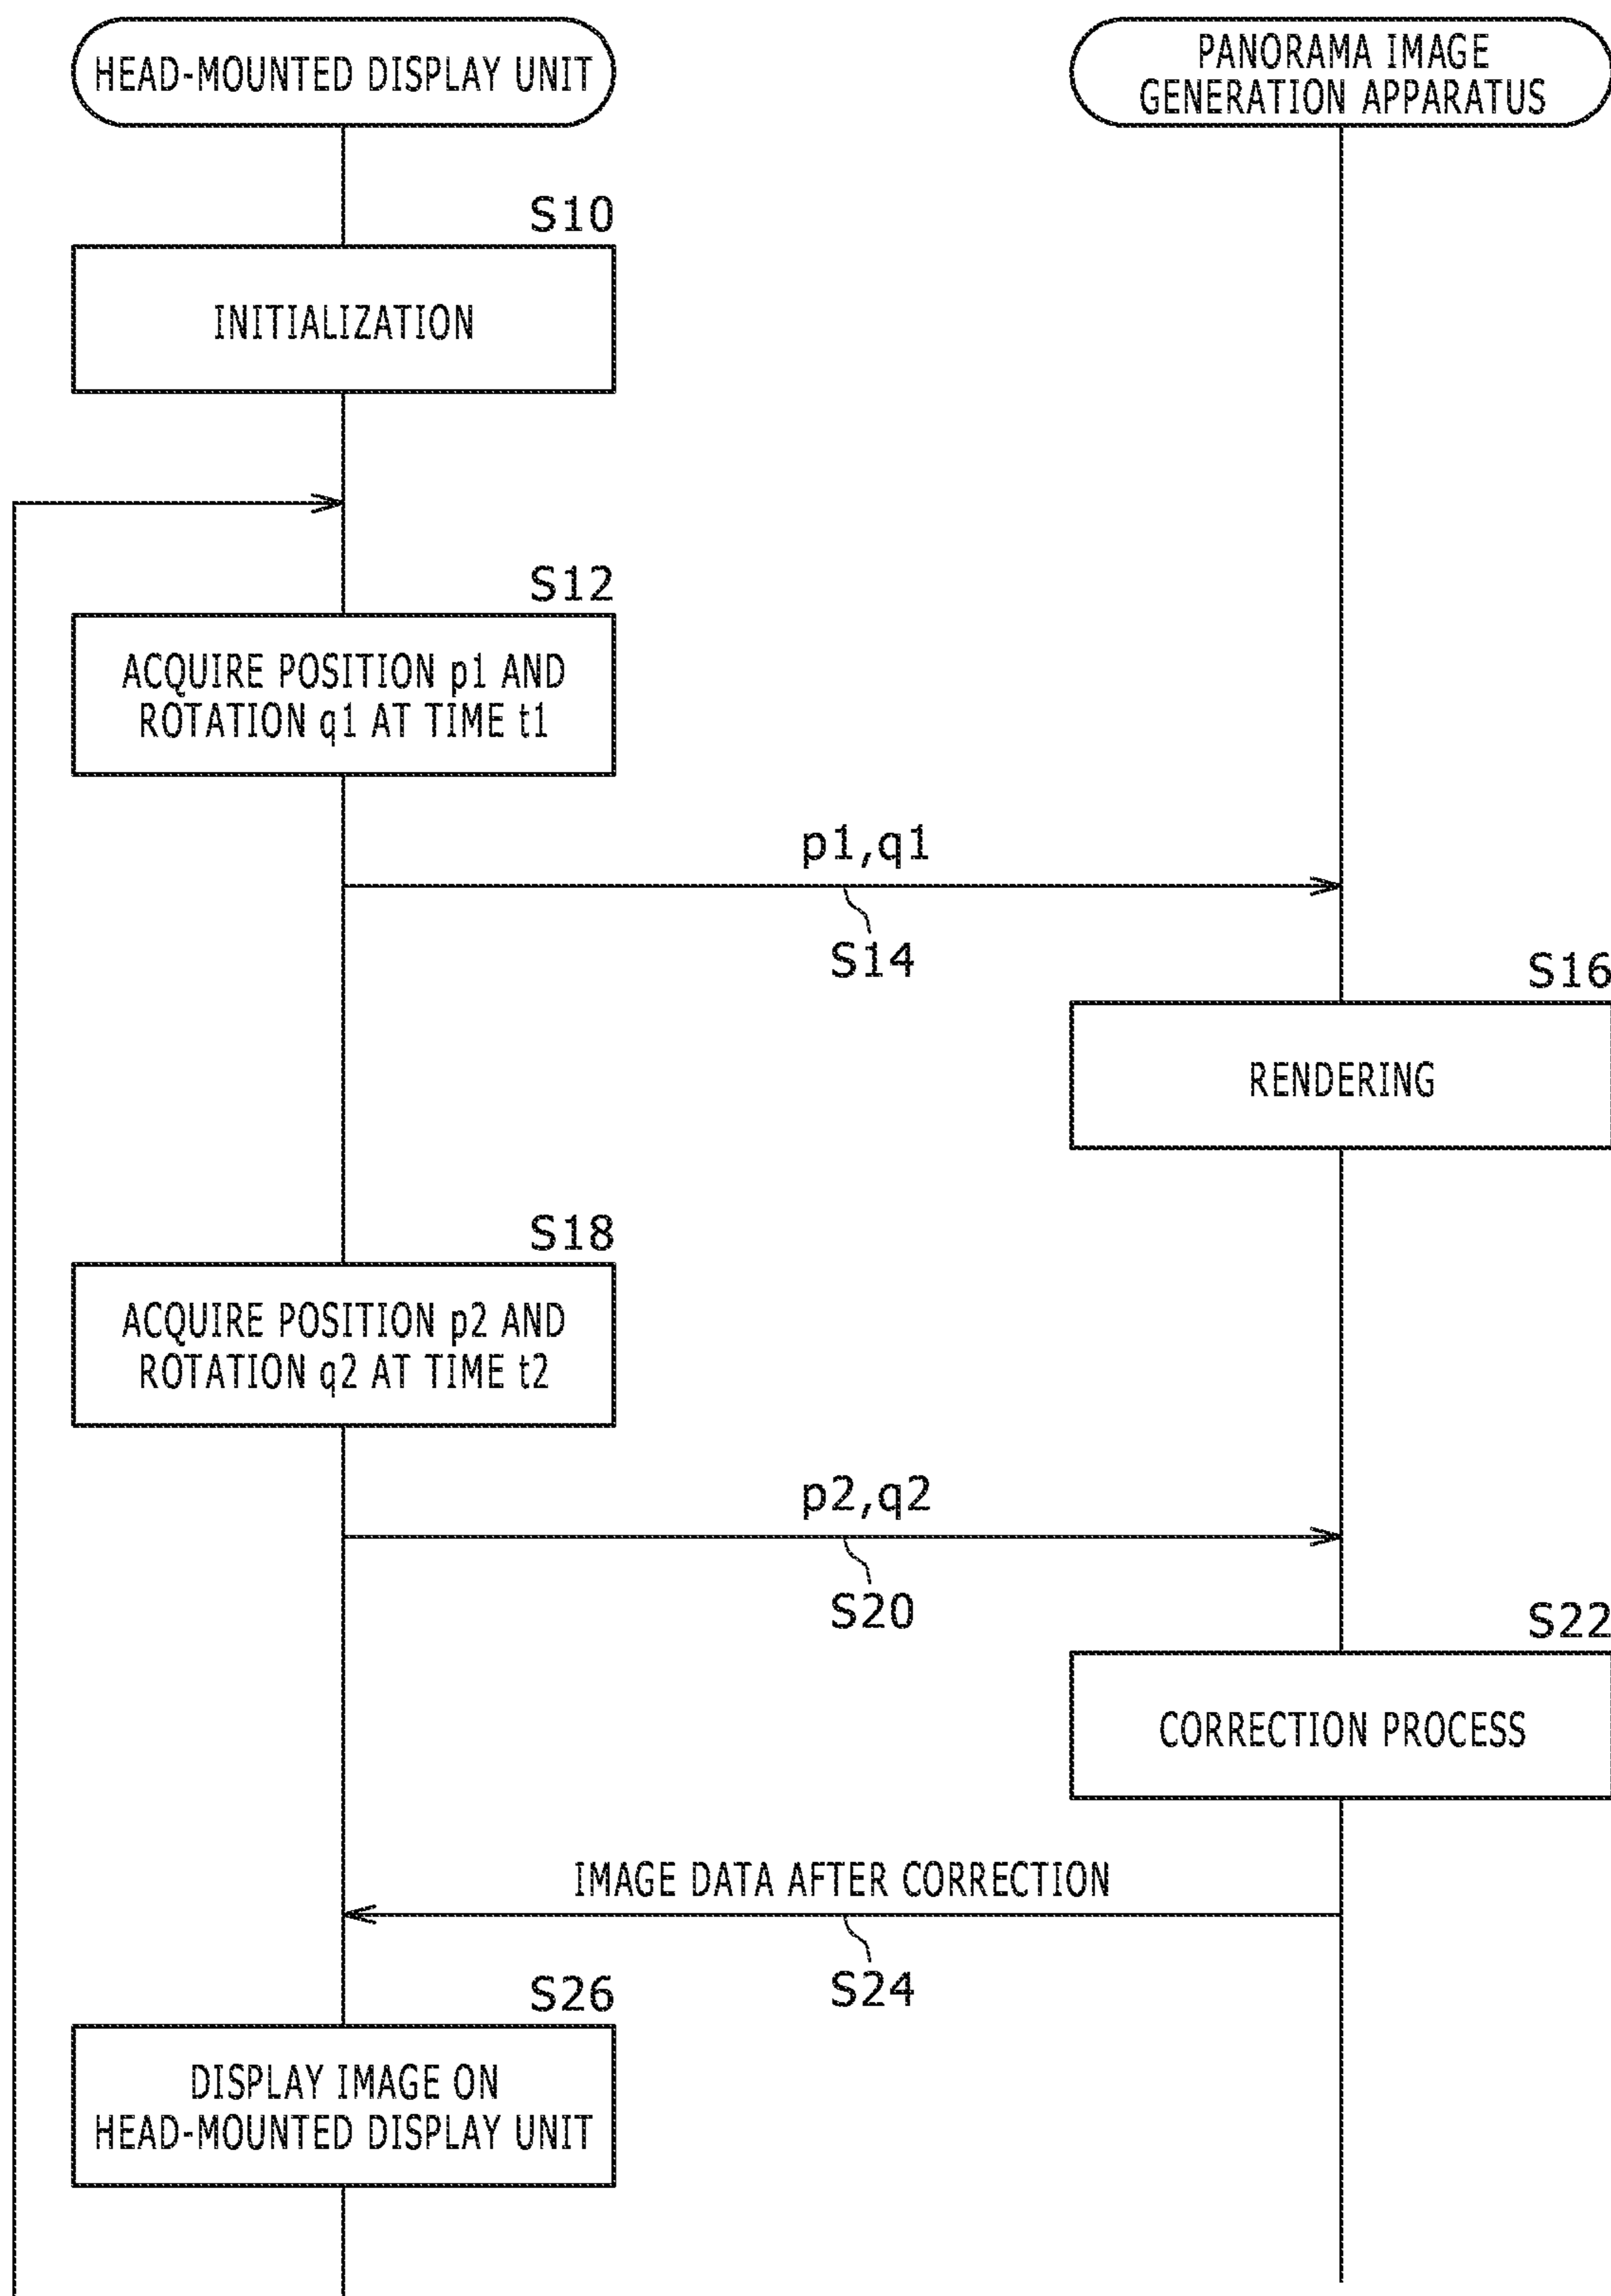 HEAD-MOUNTED DISPLAY UNIT
PANORAMA IMAGE
GENERATION APPARATUS
S10
INITIALIZATION
S12
ACQUIRE POSITION p1 AND
ROTATION q1 AT TIME t1
p1,q1
S14
S16
RENDERING
S18
ACQUIRE POSITION p2 AND
ROTATION q2 AT TIME t2
p2,q2
S20
S22
CORRECTION PROCESS
IMAGE DATA AFTER CORRECTION
S24
S26
DISPLAY IMAGE ON
HEAD-MOUNTED DISPLAY UNIT